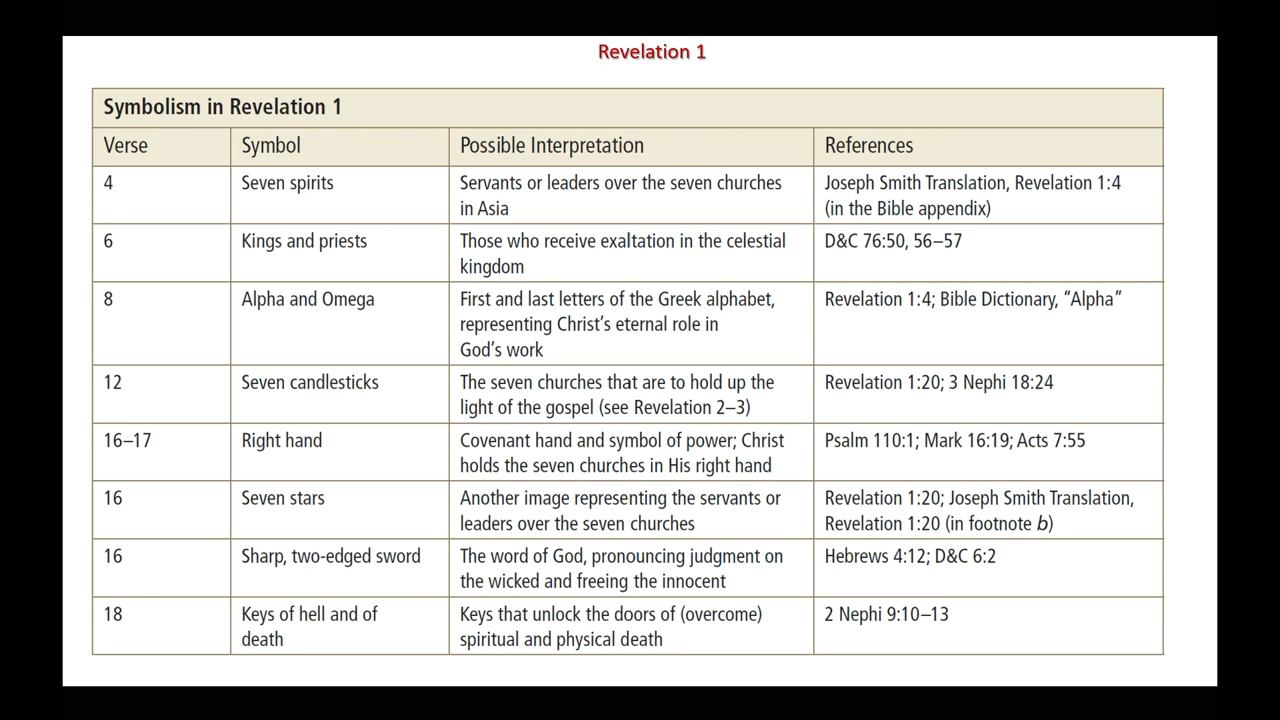 Revelation 1
Symbolism in Revelation 1
Verse Symbol Possible Interpretation References
4 Seven spirits Servants or leaders over the seven churches Joseph Smith Translation, Revelation 1:4
in Asia (in the Bible appendix)
6 Kings and priests Those who receive exaltation in the celestial D&C 76:50, 56–57
kingdom
8 Alpha and Omega First and last letters of the Greek alphabet, Revelation 1:4; Bible Dictionary, “Alpha”
representing Christ’s eternal role in
God’s work
12 Seven candlesticks The seven churches that are to hold up the Revelation 1:20; 3 Nephi 18:24
light of the gospel (see Revelation 2–3)
16–17 Right hand Covenant hand and symbol of power; Christ Psalm 110:1; Mark 16:19; Acts 7:55
holds the seven churches in His right hand
16 Seven stars Another image representing the servants or Revelation 1:20; Joseph Smith Translation,
leaders over the seven churches Revelation 1:20 (in footnote b)
16 Sharp, two-edged sword The word of God, pronouncing judgment on Hebrews 4:12; D&C 6:2
the wicked and freeing the innocent
18 Keys of hell and of Keys that unlock the doors of (overcome) 2 Nephi 9:10–13
death spiritual and physical death